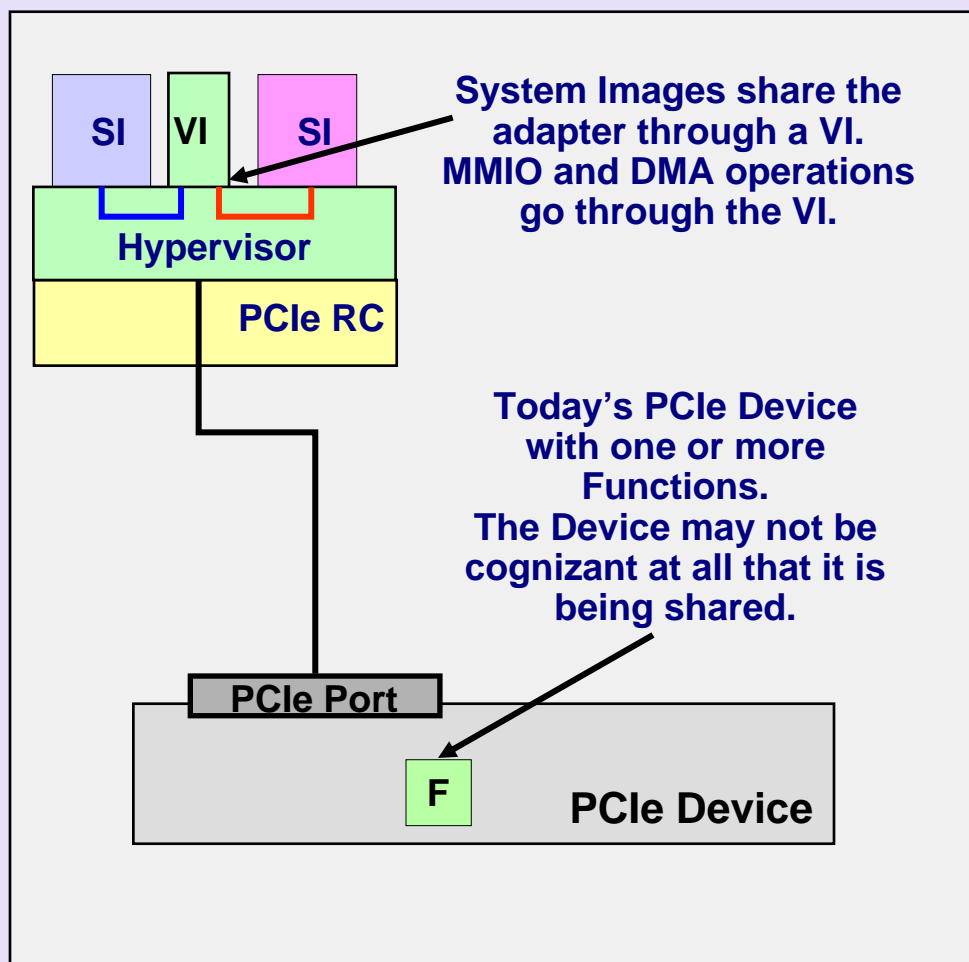 SI VI SI
System Images share the
adapter through a VI.
MMIO and DMA operations
go through the VI.
Hypervisor
PCIe RC
Today's PCIe Device
with one or more
Functions.
The Device may not be
cognizant at all that it is
being shared.
PCIe Port
F
PCIe Device